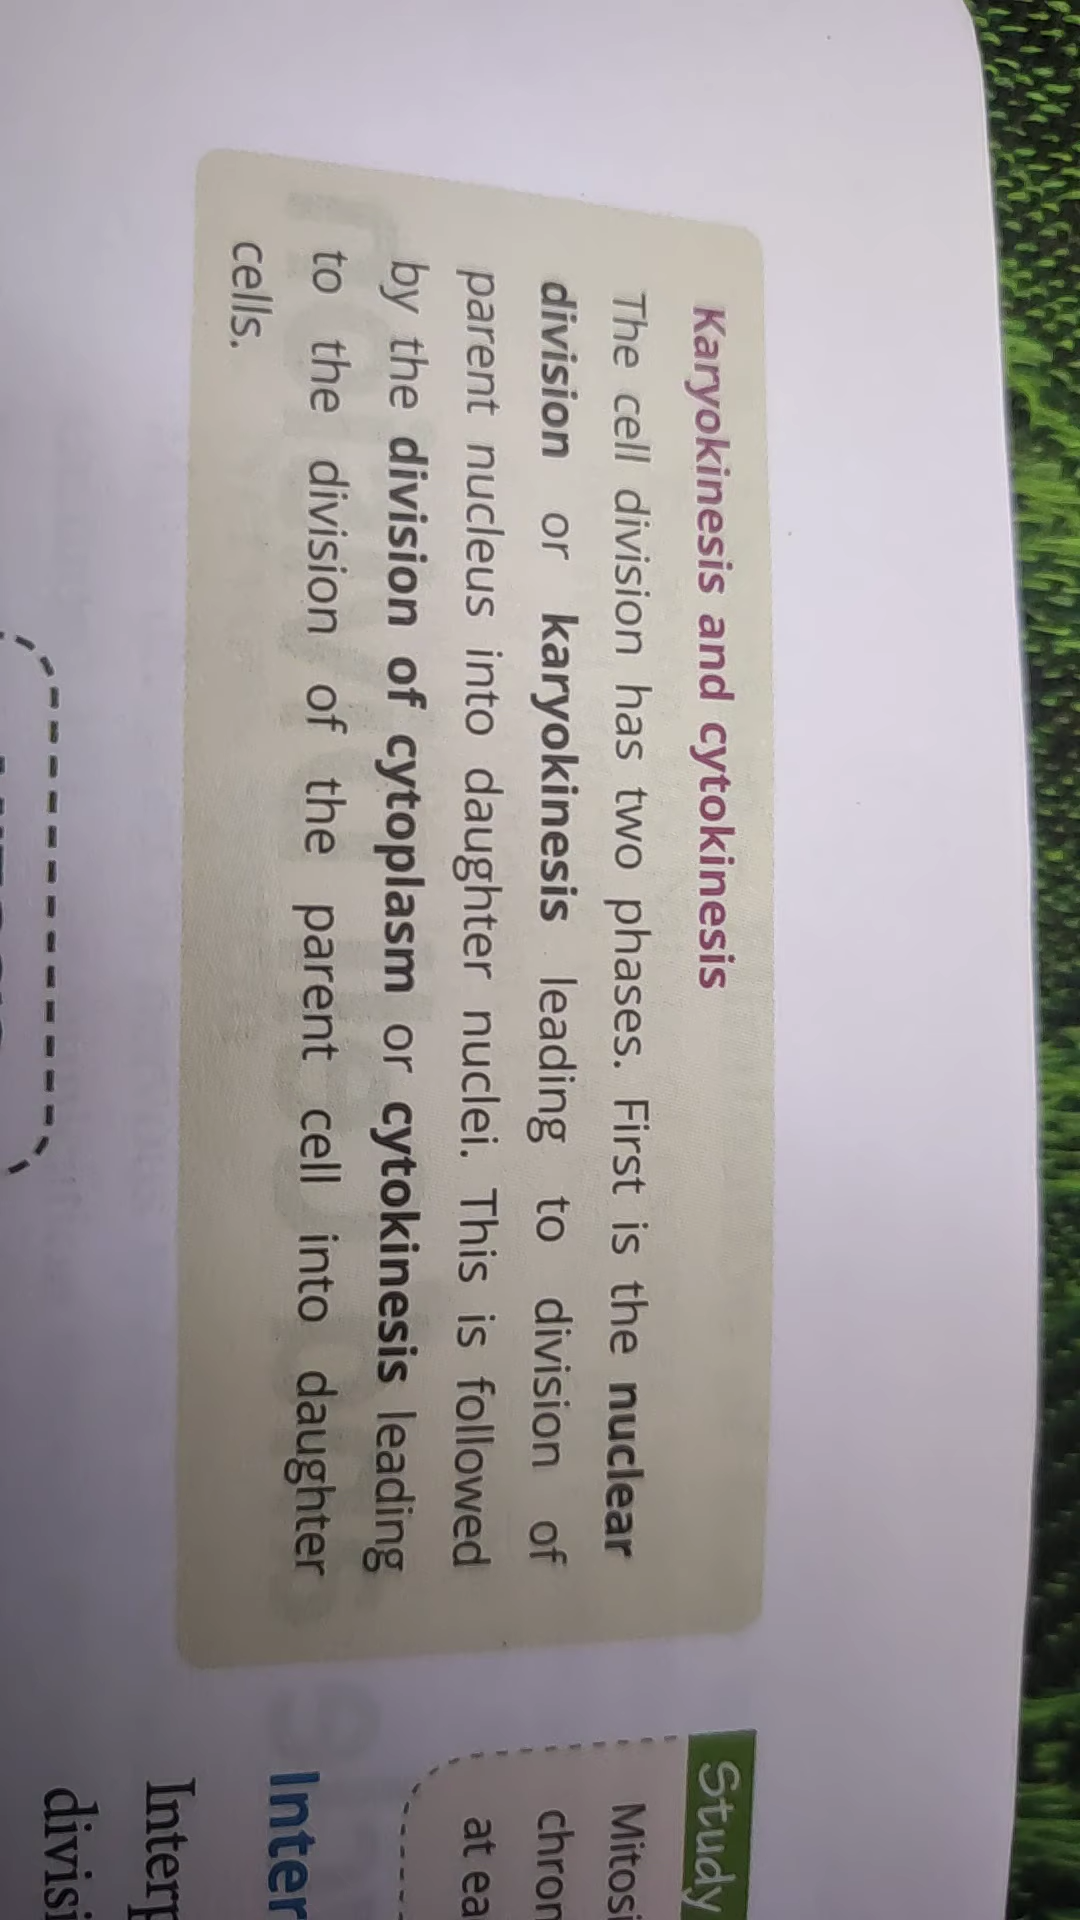 Karyokinesis and cytokinesis
The cell division has two phases. First is the nuclear
division or karyokinesis leading to division of
parent nucleus into daughter nuclei. This is followed
by the division of cytoplasm or cytokinesis leading
to the division of the parent cell into daughter
cells.
Study
Mitosi
chron
at ea
Inter
Interp
divisi